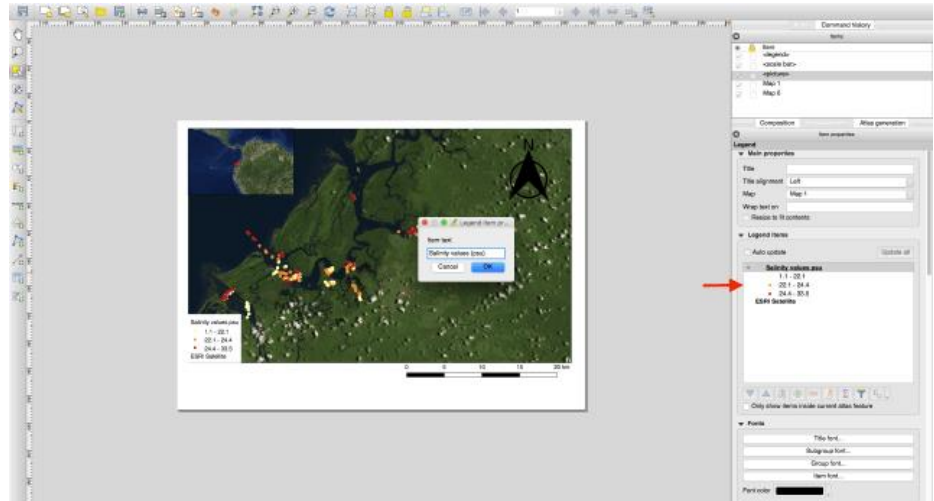 Command history
Items
Item
<legend>
<scale bar>
<picture>
Map 1
Map 0
Composition
Atlas generation
Item properties
Legend
Main properties
Title
Title alignment Left
Map Map 1
Wrap text on
Resize to fit contents
Legend items
Auto update
Update all
Salinity values psu
1.1 - 22.1
22.1 - 24.4
24.4 - 33.5
ESRI Satellite
Only show items inside current atlas feature
Fonts
Title font...
Subgroup font...
Group font...
Item font...
Font color
N
Legend item pr...
Item text
Salinity values (psu)
Cancel
OK
Salinity values psu
1.1 - 22.1
22.1 - 24.4
24.4 - 33.5
ESRI Satellite
0 5 10 15 20 km